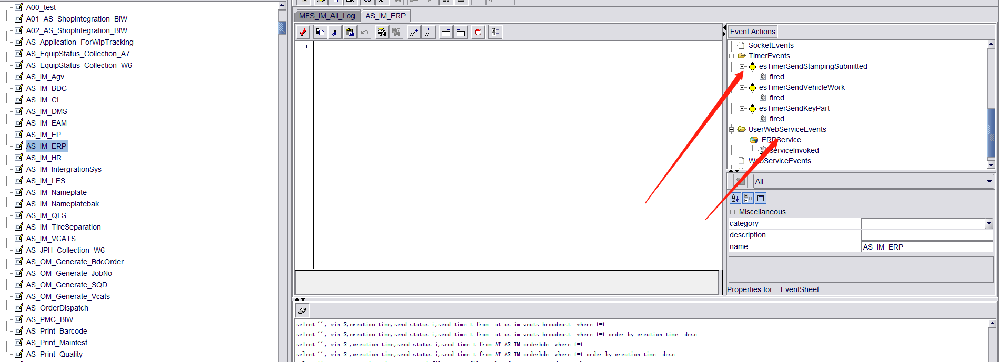 A00_test
A01_AS_ShopIntegration_BIW
A02_AS_ShopIntegration_BIW
AS_Application_ForWipTracking
AS_EquipStatus_Collection_A7
AS_EquipStatus_Collection_W6
AS_IM_Agv
AS_IM_BDC
AS_IM_CL
AS_IM_DMS
AS_IM_EAM
AS_IM_EP
AS_IM_ERP
AS_IM_HR
AS_IM_IntergrationSys
AS_IM_LES
AS_IM_Nameplate
AS_IM_Nameplatebak
AS_IM_QLS
AS_IM_TireSeparation
AS_IM_VCATS
AS_JPH_Collection_W6
AS_OM_Generate_BdcOrder
AS_OM_Generate_JobNo
AS_OM_Generate_SQD
AS_OM_Generate_Vcats
AS_OrderDispatch
AS_PMC_BIW
AS_Print_Barcode
AS_Print_Mainfest
AS_Print_Quality
MES_IM_All_Log
AS_IM_ERP
1
Event Actions
SocketEvents
TimerEvents
esTimerSendStampingSubmitted
fired
esTimerSendVehicleWork
fired
esTimerSendKeyPart
fired
UserWebServiceEvents
ERPService
serviceInvoked
WebServiceEvents
All
Miscellaneous
category
description
name AS_IM_ERP
Properties for: EventSheet
select '', vin_S,creation_time,send_status_i,send_time_t from  at_as_im_vcats_broadcast  where 1=1
select '', vin_S,creation_time,send_status_i,send_time_t from  at_as_im_vcats_broadcast  where 1=1 order by creation_time  desc
select '', vin_S ,creation_time,send_status_i,send_time_t from AT_AS_IM_orderbdc  where 1=1
select '', vin_S ,creation_time,send_status_i,send_time_t from AT_AS_IM_orderbdc  where 1=1 order by creation_time  desc